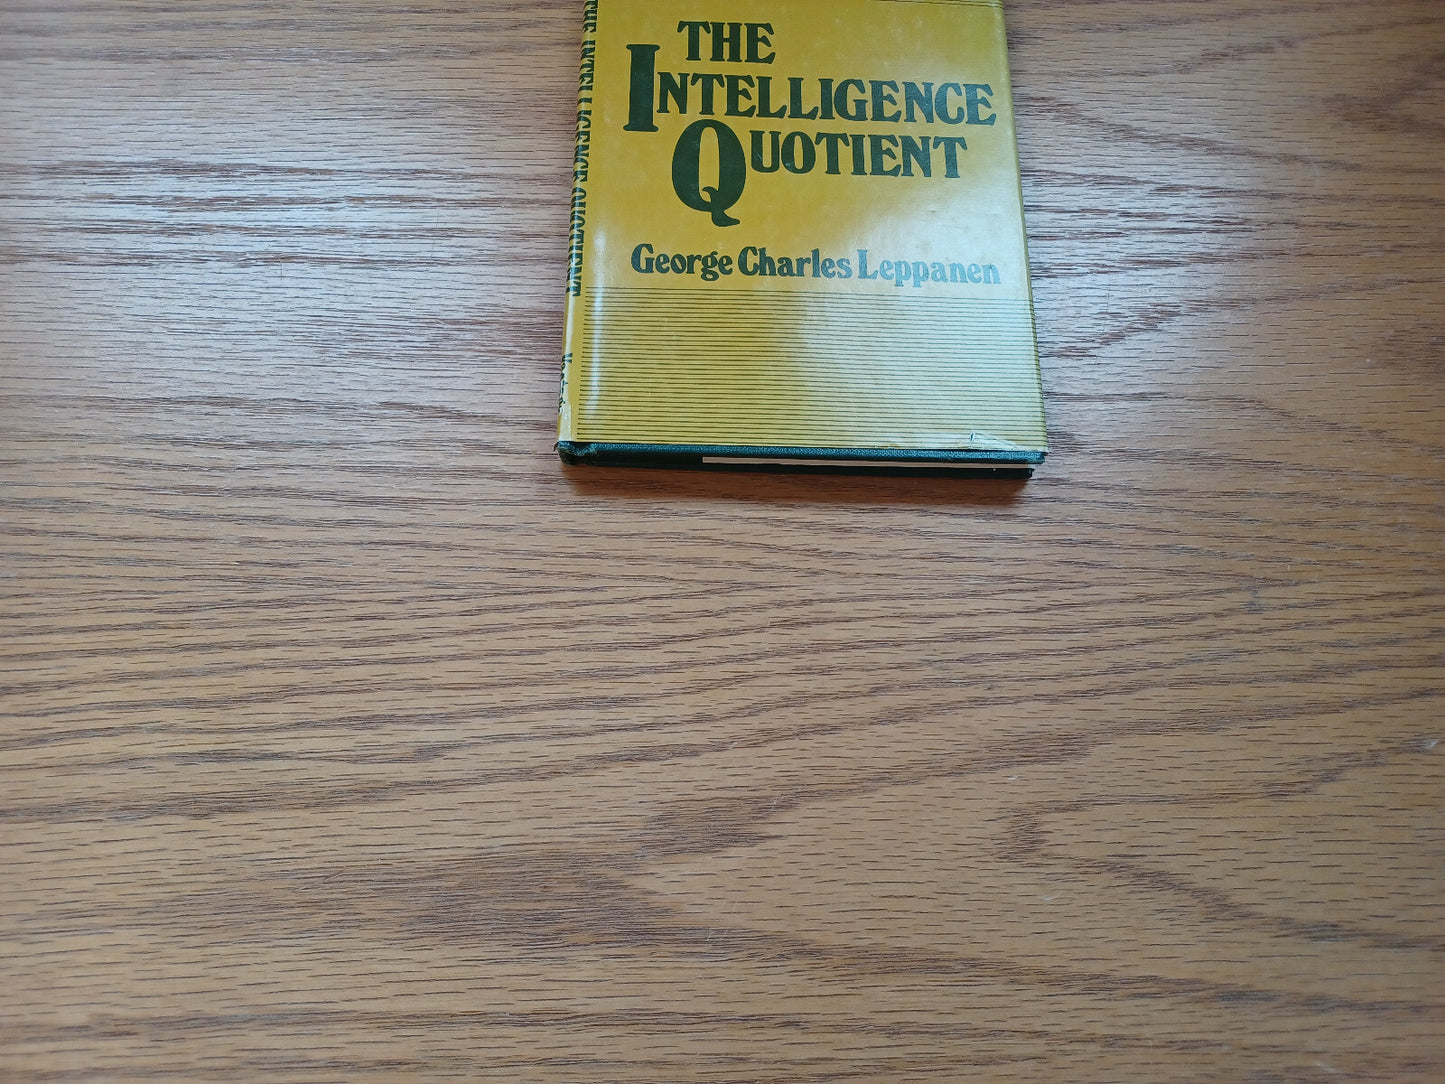 THE
INTELLIGENCE
QUOTIENT
George Charles Leppanen
THE INTELLIGENCE QUOTIENT